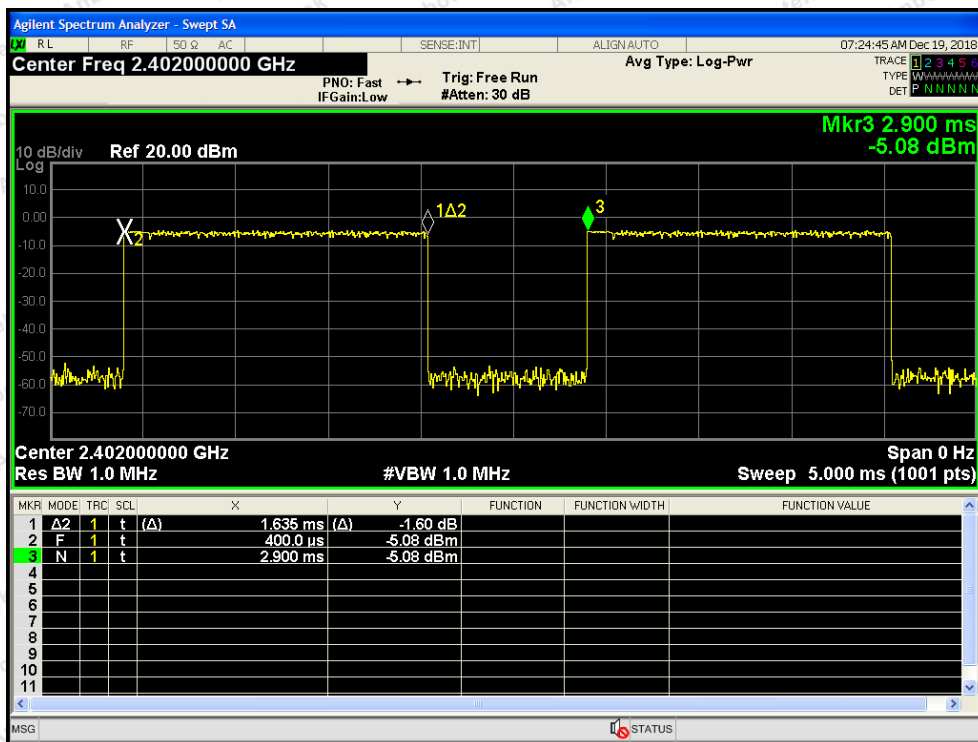 Agilent Spectrum Analyzer - Swept SA
LXI RL RF 50 Ω AC SENSE:INT ALIGN AUTO 07:24:45 AM Dec 19, 2018
Center Freq 2.402000000 GHz Avg Type: Log-Pwr TRACE 1 2 3 4 5 6
PNO: Fast Trig: Free Run TYPE WWWWWW
IFGain:Low #Atten: 30 dB DET P N N N N N
Mkr3 2.900 ms
10 dB/div Ref 20.00 dBm -5.08 dBm
Log
10.0
0.00
1Δ2
3
2
-10.0
-20.0
-30.0
-40.0
-50.0
-60.0
-70.0
Center 2.402000000 GHz Span 0 Hz
Res BW 1.0 MHz #VBW 1.0 MHz Sweep 5.000 ms (1001 pts)
MKR MODE TRC SCL X Y FUNCTION FUNCTION WIDTH FUNCTION VALUE
1 Δ2 1 t (Δ) 1.635 ms (Δ) -1.60 dB
2 F 1 t 400.0 µs -5.08 dBm
3 N 1 t 2.900 ms -5.08 dBm
4
5
6
7
8
9
10
11
MSG STATUS